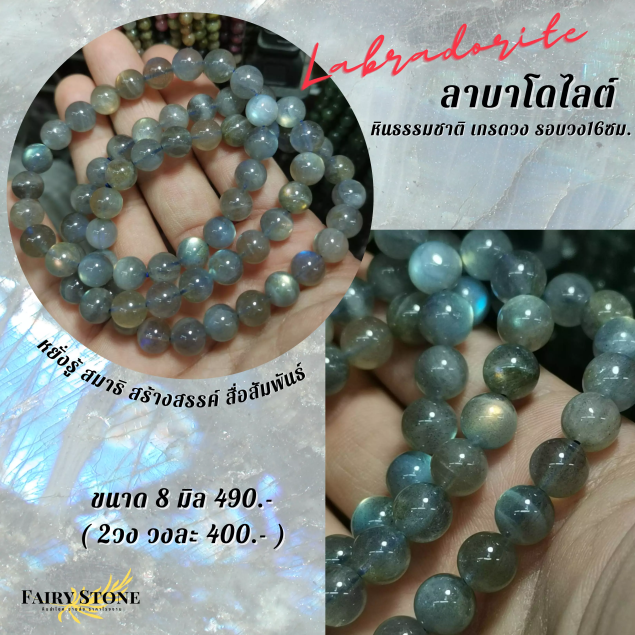 Labradorite
ลาบาโดไลต์
หินธรรมชาติ เกรดวง รอบวง16ซม.
หยั่งรู้ สมาธิ สร้างสรรค์ สื่อสัมพันธ์
ขนาด 8 มิล 490.-
( 2วง วงละ 400.- )
FAIRY STONE